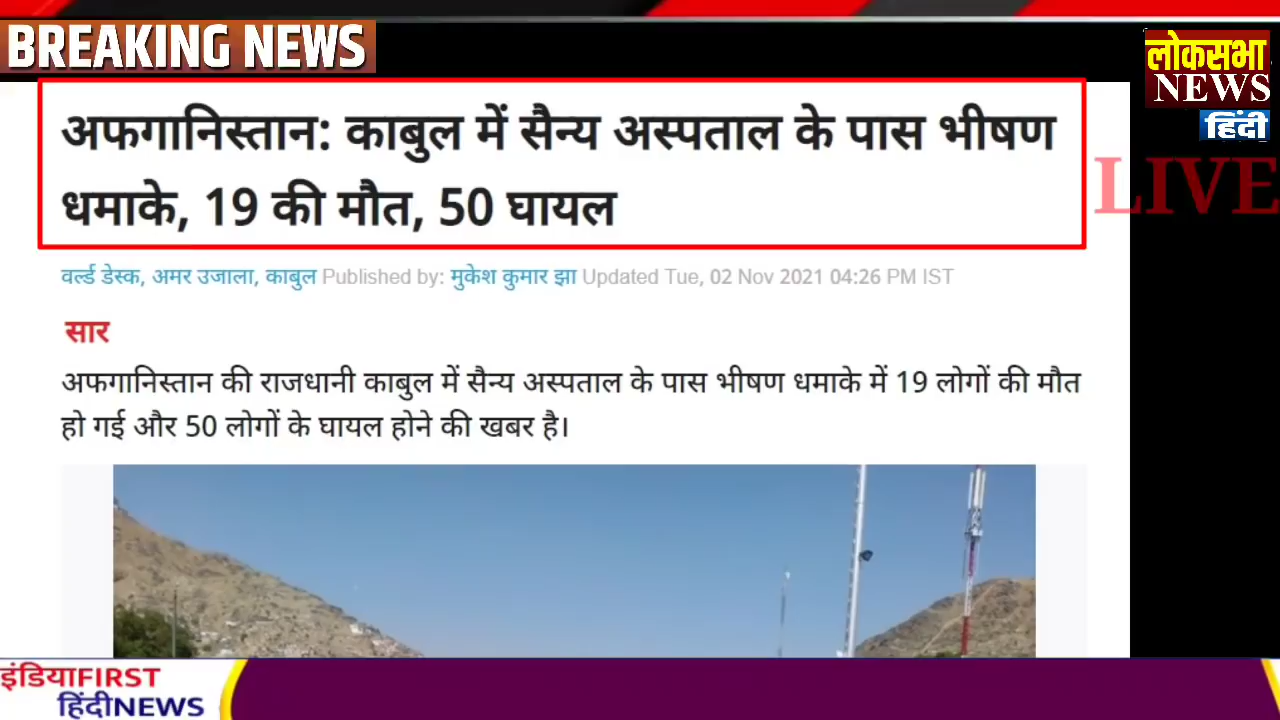 BREAKING NEWS
लोकसभा
NEWS
हिंदी
LIVE
अफगानिस्तान: काबुल में सैन्य अस्पताल के पास भीषण
धमाके, 19 की मौत, 50 घायल
वर्ल्ड डेस्क, अमर उजाला, काबुल Published by: मुकेश कुमार झा Updated Tue, 02 Nov 2021 04:26 PM IST
सार
अफगानिस्तान की राजधानी काबुल में सैन्य अस्पताल के पास भीषण धमाके में 19 लोगों की मौत
हो गई और 50 लोगों के घायल होने की खबर है।
इंडियाFIRST
हिंदीNEWS